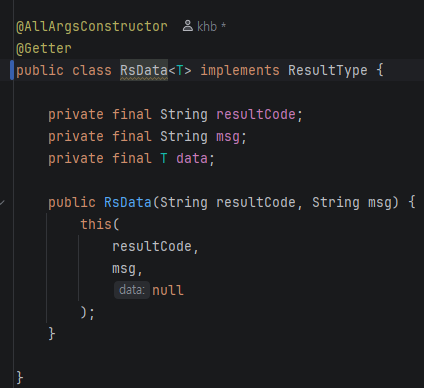 @AllArgsConstructor khb *
@Getter
public class RsData<T> implements ResultType {
private final String resultCode;
private final String msg;
private final T data;
public RsData(String resultCode, String msg) {
this(
resultCode,
msg,
data: null
);
}
}